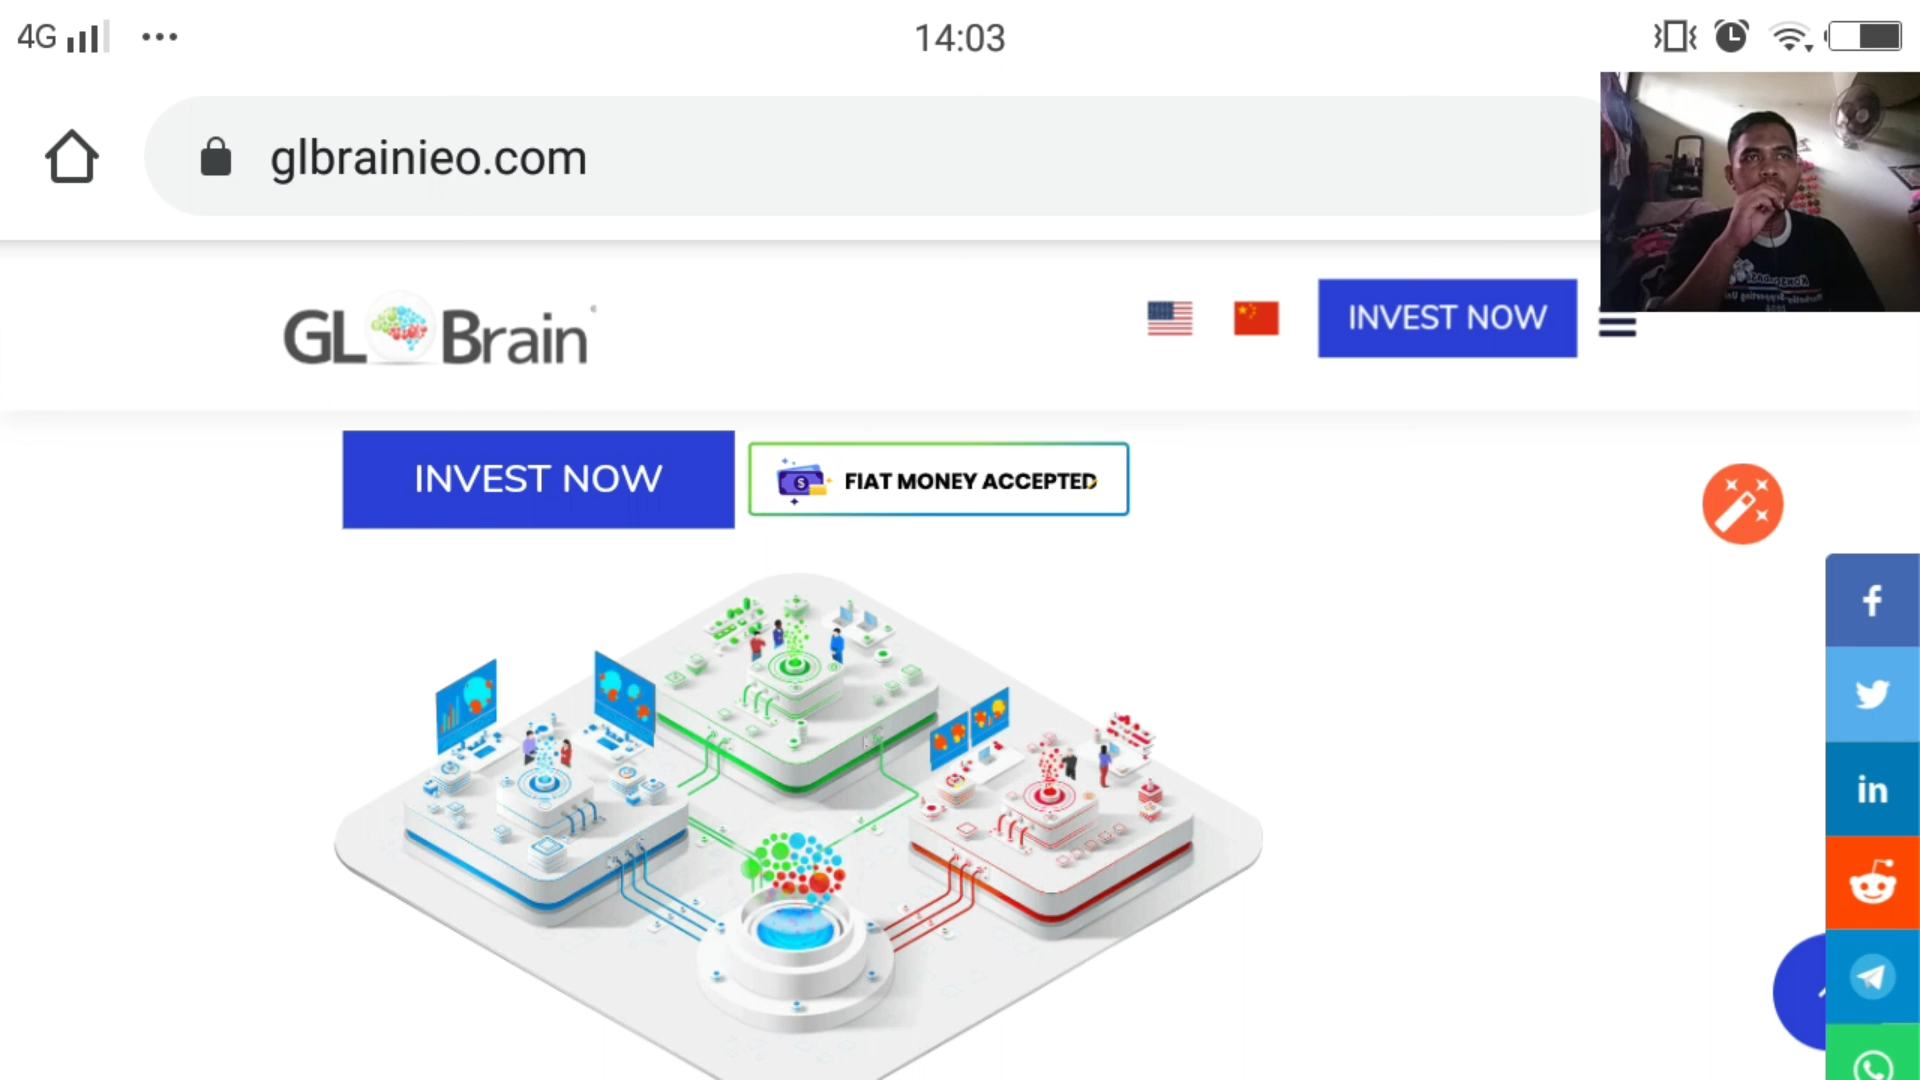 4G ••• 14:03
glbrainieo.com
GL Brain
INVEST NOW
INVEST NOW
FIAT MONEY ACCEPTED
f
in